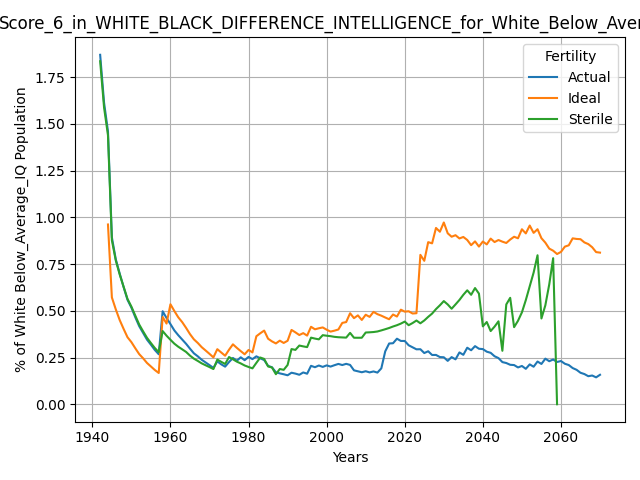 Score_6_in_WHITE_BLACK_DIFFERENCE_INTELLIGENCE_for_White_Below_Aver
% of White Below_Average_IQ Population
1.75
1.50
1.25
1.00
0.75
0.50
0.25
0.00
Fertility
Actual
Ideal
Sterile
1940
1960
1980
2000
2020
2040
2060
Years